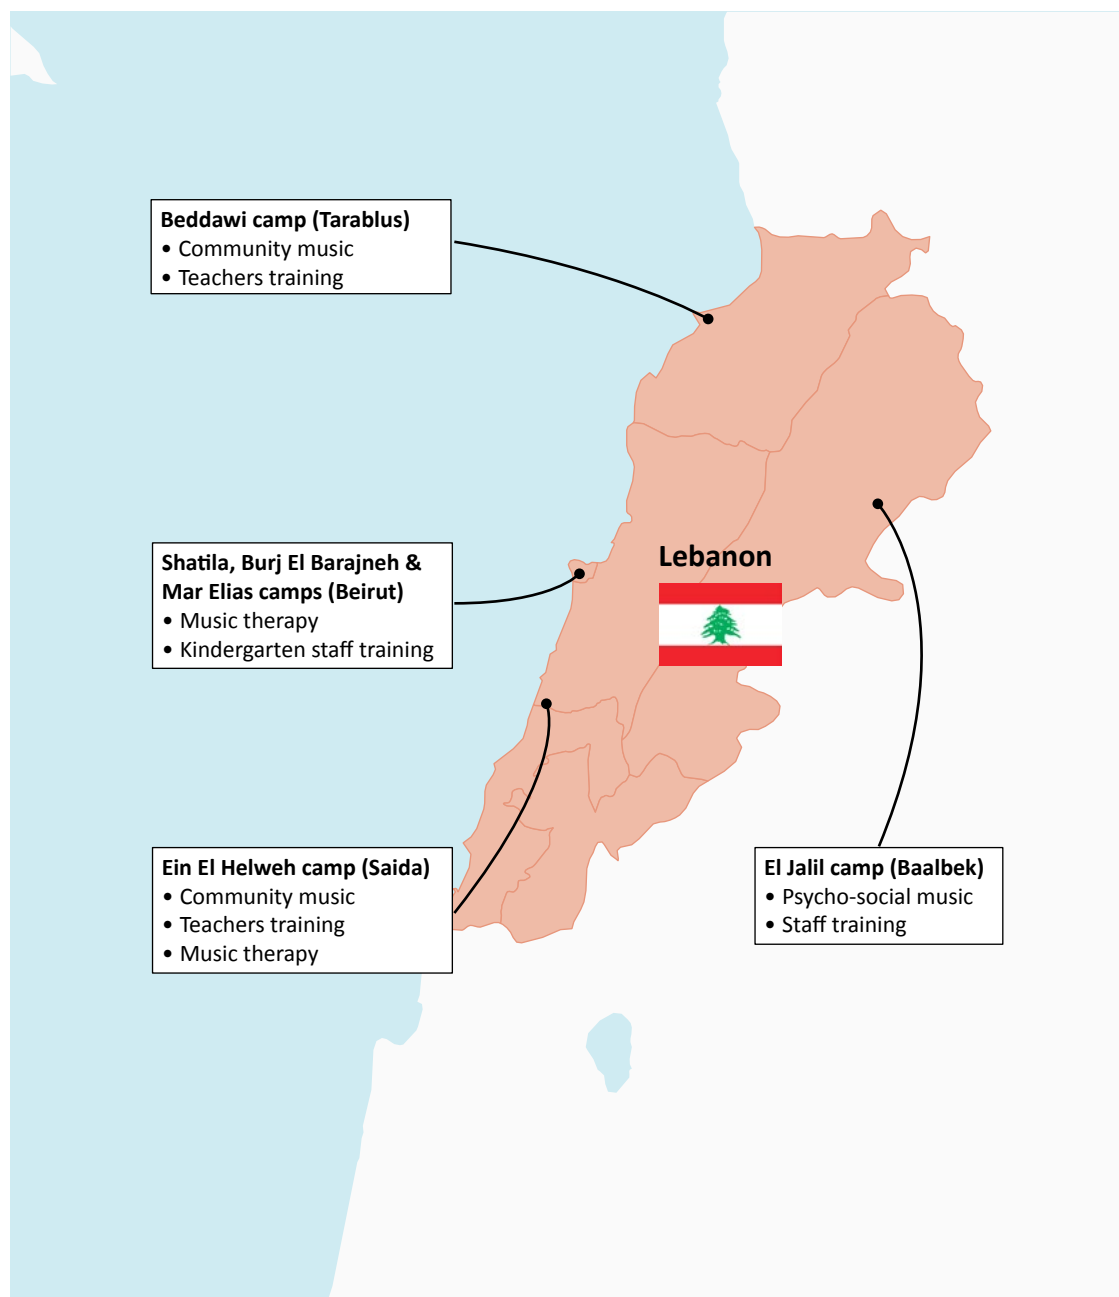 Beddawi camp (Tarablus)
• Community music
• Teachers training
Shatila, Burj El Barajneh &
Mar Elias camps (Beirut)
• Music therapy
• Kindergarten staff training
Lebanon
Ein El Helweh camp (Saida)
• Community music
• Teachers training
• Music therapy
El Jalil camp (Baalbek)
• Psycho-social music
• Staff training